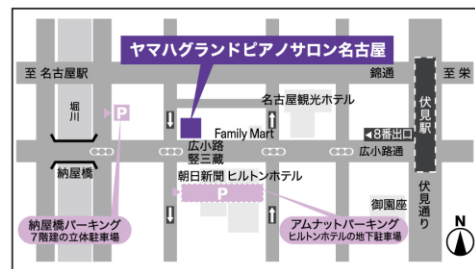 ヤマハグランドピアノサロン名古屋
至 名古屋駅
錦通
至 栄
堀川
P
名古屋観光ホテル
伏見駅
Family Mart
◀8番出口
広小路
竪三蔵
広小路通
納屋橋
朝日新聞 ヒルトンホテル
P
伏見通り
御園座
納屋橋パーキング
7階建の立体駐車場
アムナットパーキング
ヒルトンホテルの地下駐車場
N